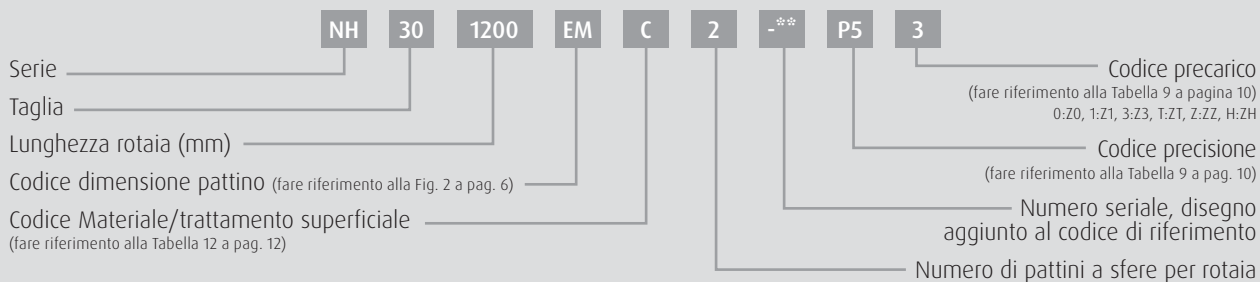 NH 30 1200 EM C 2 -** P5 3
Serie
Taglia
Lunghezza rotaia (mm)
Codice dimensione pattino (fare riferimento alla Fig. 2 a pag. 6)
Codice Materiale/trattamento superficiale
(fare riferimento alla Tabella 12 a pag. 12)
Codice precarico
(fare riferimento alla Tabella 9 a pagina 10)
0:Z0, 1:Z1, 3:Z3, T:ZT, Z:ZZ, H:ZH
Codice precisione
(fare riferimento alla Tabella 9 a pag. 10)
Numero seriale, disegno
aggiunto al codice di riferimento
Numero di pattini a sfere per rotaia